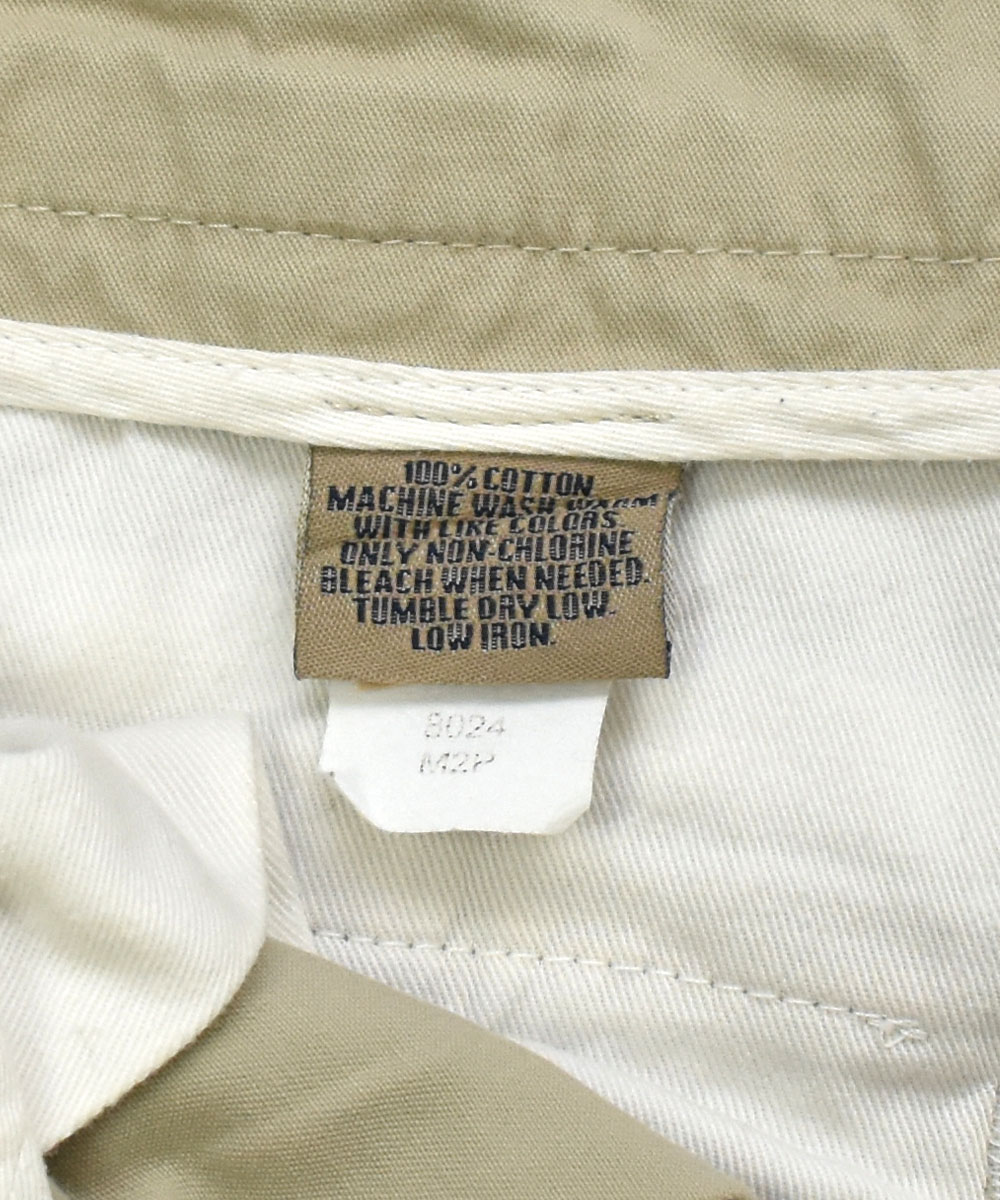 100% COTTON
MACHINE WASH WARM
WITH LIKE COLORS
ONLY NON-CHLORINE
BLEACH WHEN NEEDED.
TUMBLE DRY LOW.
LOW IRON.
8024
M2P